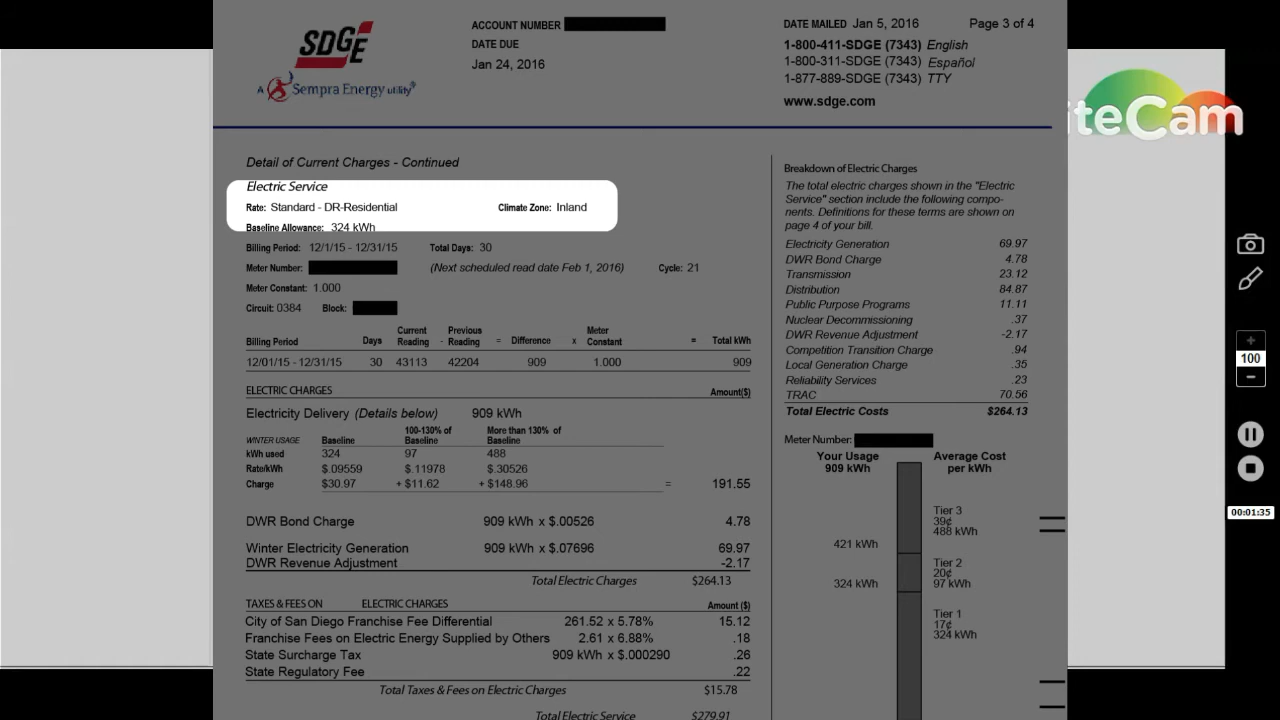 SDGE
A Sempra Energy utility®
ACCOUNT NUMBER
DATE DUE
Jan 24, 2016
DATE MAILED Jan 5, 2016 Page 3 of 4
1-800-411-SDGE (7343) English
1-800-311-SDGE (7343) Español
1-877-889-SDGE (7343) TTY
www.sdge.com
iteCam
Detail of Current Charges - Continued
Electric Service
Rate: Standard - DR-Residential Climate Zone: Inland
Baseline Allowance: 324 kWh
Billing Period: 12/1/15 - 12/31/15 Total Days: 30
Meter Number: (Next scheduled read date Feb 1, 2016) Cycle: 21
Meter Constant: 1.000
Circuit: 0384 Block:
Current Previous Meter
Billing Period Days Reading - Reading = Difference x Constant = Total kWh
12/01/15 - 12/31/15 30 43113 42204 909 1.000 909
ELECTRIC CHARGES Amount($)
Electricity Delivery (Details below) 909 kWh
100-130% of More than 130% of
WINTER USAGE Baseline Baseline Baseline
kWh used 324 97 488
Rate/kWh $.09559 $.11978 $.30526
Charge $30.97 + $11.62 + $148.96 = 191.55
DWR Bond Charge 909 kWh x $.00526 4.78
Winter Electricity Generation 909 kWh x $.07696 69.97
DWR Revenue Adjustment -2.17
Total Electric Charges $264.13
TAXES & FEES ON ELECTRIC CHARGES Amount ($)
City of San Diego Franchise Fee Differential 261.52 x 5.78% 15.12
Franchise Fees on Electric Energy Supplied by Others 2.61 x 6.88% .18
State Surcharge Tax 909 kWh x $.000290 .26
State Regulatory Fee .22
Total Taxes & Fees on Electric Charges $15.78
Total Electric Service $279.91
Breakdown of Electric Charges
The total electric charges shown in the "Electric
Service" section include the following compo-
nents. Definitions for these terms are shown on
page 4 of your bill.
Electricity Generation 69.97
DWR Bond Charge 4.78
Transmission 23.12
Distribution 84.87
Public Purpose Programs 11.11
Nuclear Decommissioning .37
DWR Revenue Adjustment -2.17
Competition Transition Charge .94
Local Generation Charge .35
Reliability Services .23
TRAC 70.56
Total Electric Costs $264.13
Meter Number:
Your Usage Average Cost
909 kWh per kWh
Tier 3
39¢
488 kWh
421 kWh
Tier 2
20¢
324 kWh 97 kWh
Tier 1
17¢
324 kWh
+
100
−
00:01:35